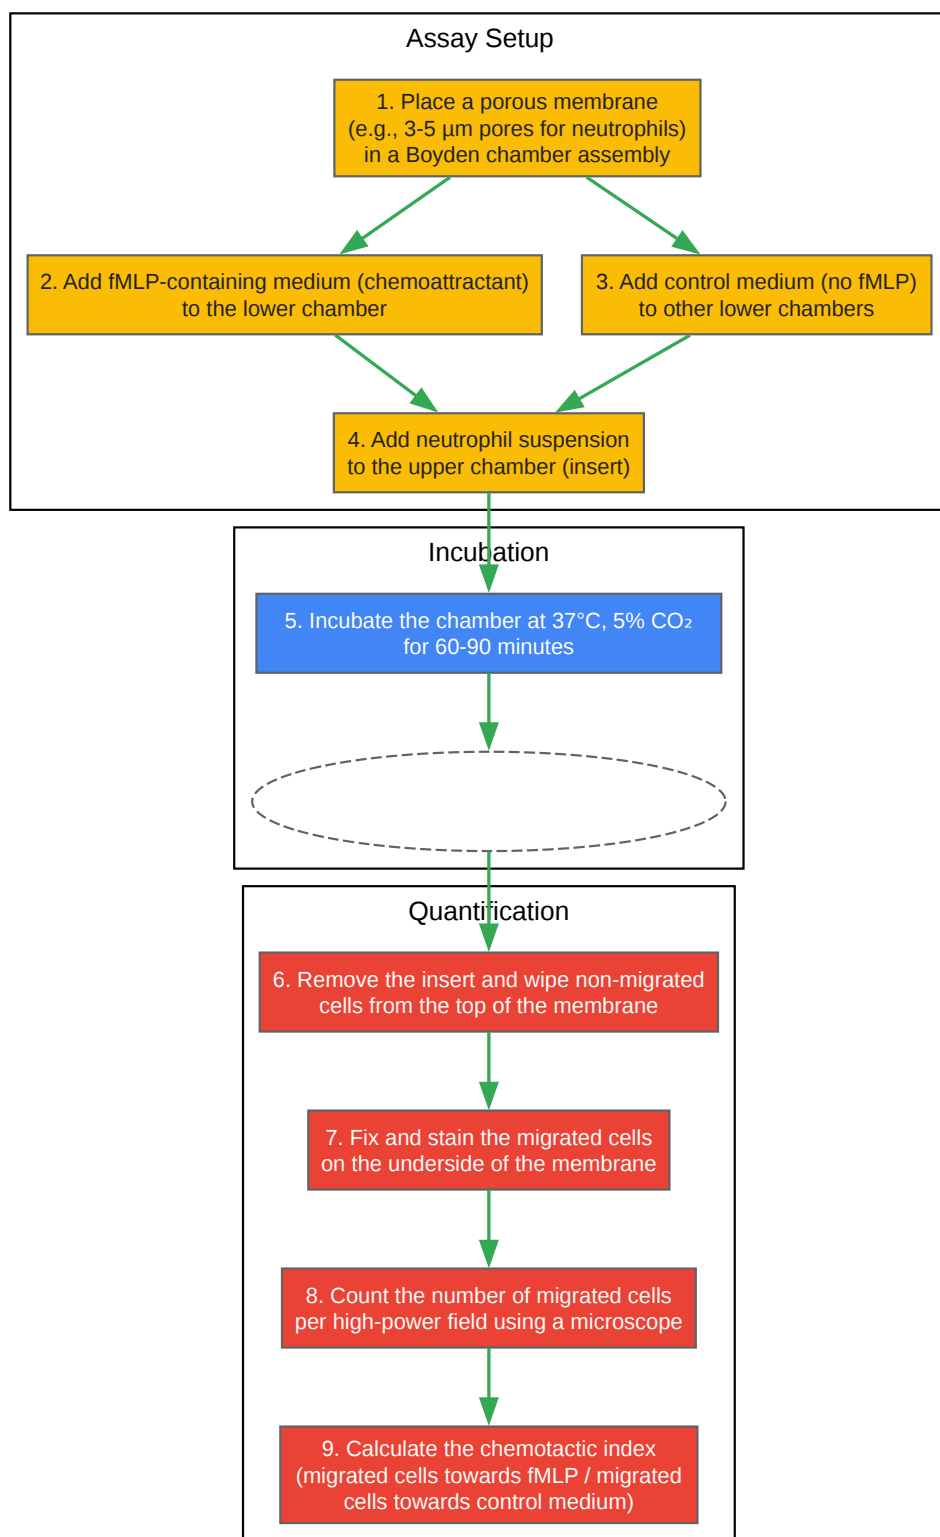 Assay Setup
1. Place a porous membrane
(e.g., 3-5 µm pores for neutrophils)
in a Boyden chamber assembly
2. Add fMLP-containing medium (chemoattractant)
to the lower chamber
3. Add control medium (no fMLP)
to other lower chambers
4. Add neutrophil suspension
to the upper chamber (insert)
Incubation
5. Incubate the chamber at 37°C, 5% CO₂
for 60-90 minutes
Quantification
6. Remove the insert and wipe non-migrated
cells from the top of the membrane
7. Fix and stain the migrated cells
on the underside of the membrane
8. Count the number of migrated cells
per high-power field using a microscope
9. Calculate the chemotactic index
(migrated cells towards fMLP / migrated
cells towards control medium)